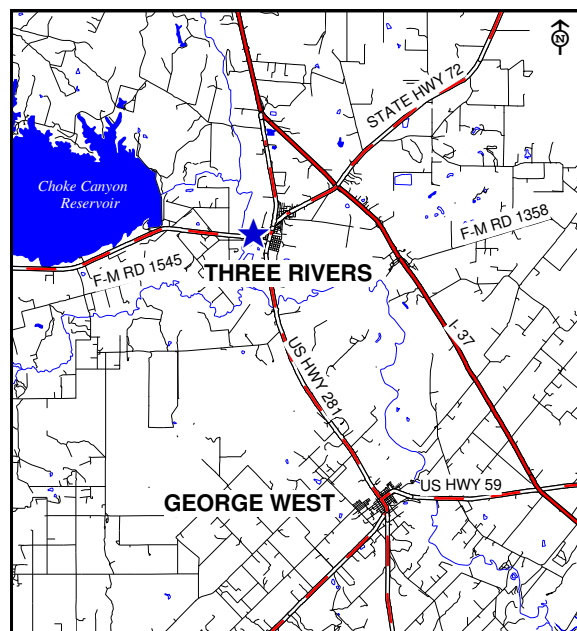 N
STATE HWY 72
Choke Canyon
Reservoir
F-M RD 1358
F-M RD 1545
THREE RIVERS
I- 37
US HWY 281
US HWY 59
GEORGE WEST